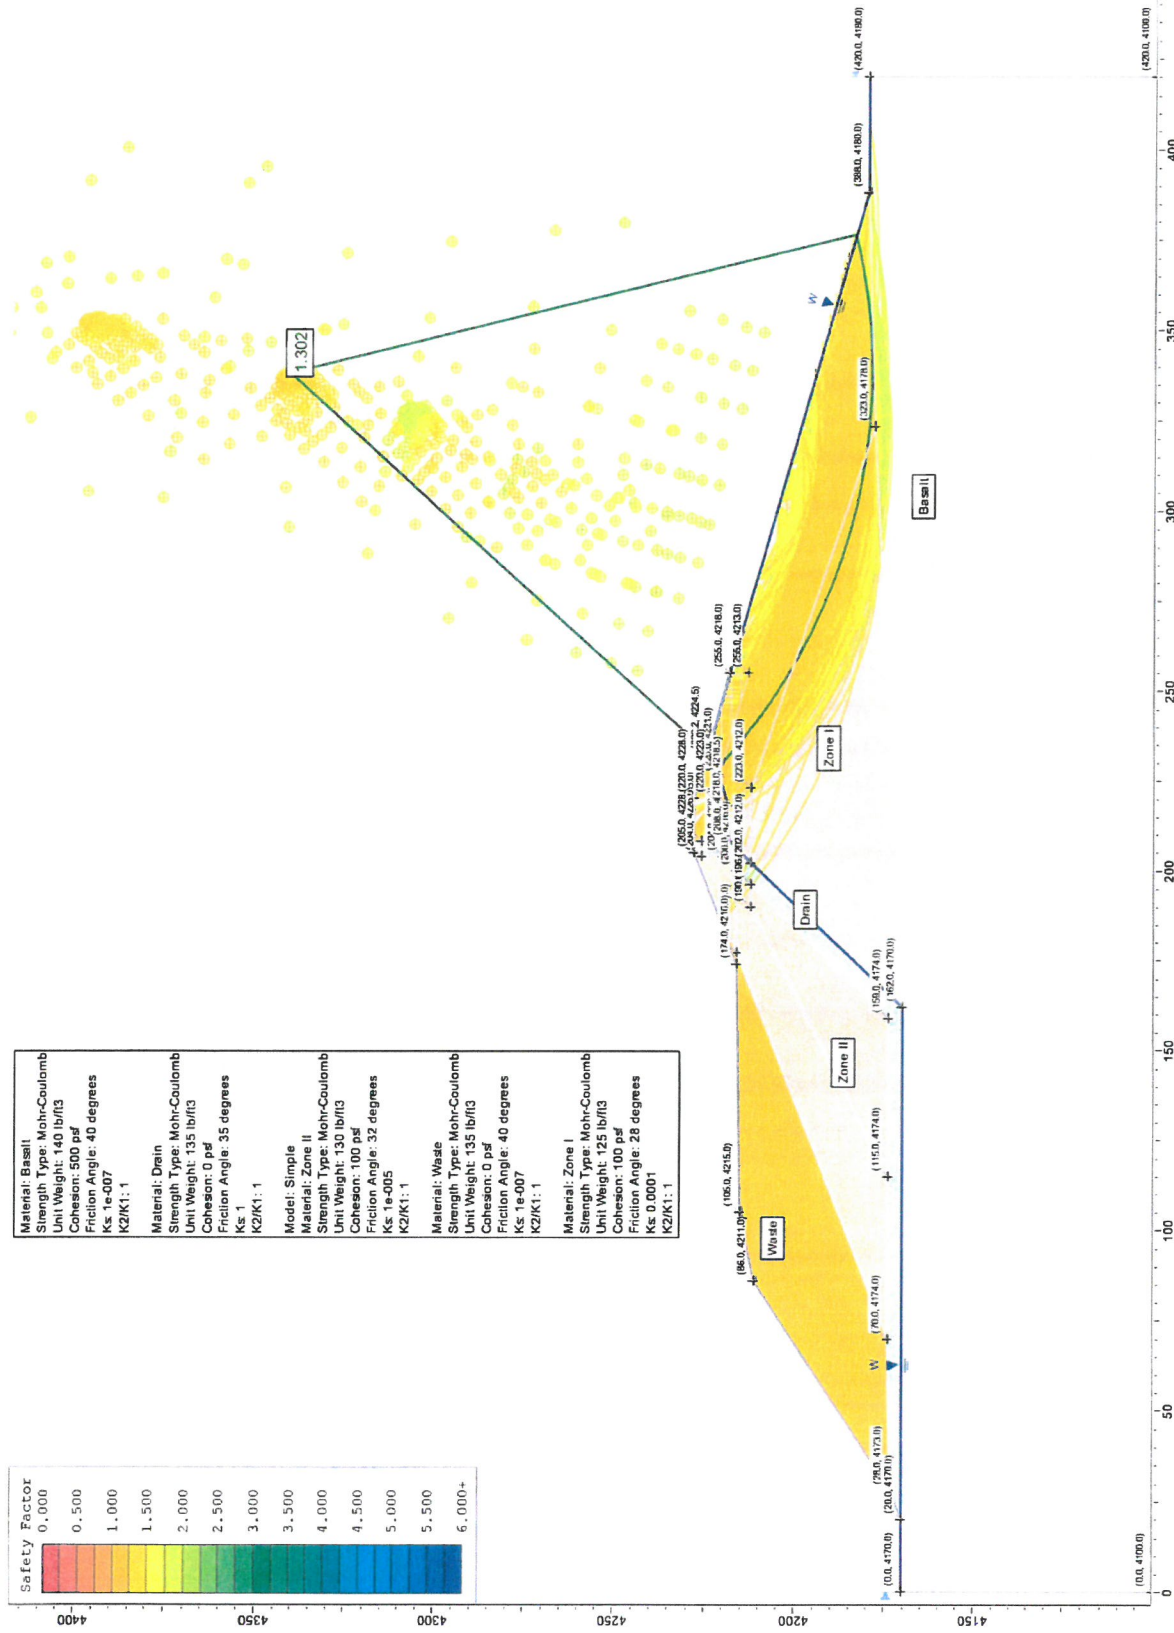 Safety Factor
0.000
0.500
1.000
1.500
2.000
2.500
3.000
3.500
4.000
4.500
5.000
5.500
6.000+
Material: Basalt
Strength Type: Mohr-Coulomb
Unit Weight: 140 lb/ft3
Cohesion: 500 psf
Friction Angle: 40 degrees
Ks: 1e-007
K2/K1: 1
Material: Drain
Strength Type: Mohr-Coulomb
Unit Weight: 135 lb/ft3
Cohesion: 0 psf
Friction Angle: 35 degrees
Ks: 1
K2/K1: 1
Model: Simple
Material: Zone II
Strength Type: Mohr-Coulomb
Unit Weight: 130 lb/ft3
Cohesion: 100 psf
Friction Angle: 32 degrees
Ks: 1e-005
K2/K1: 1
Material: Waste
Strength Type: Mohr-Coulomb
Unit Weight: 135 lb/ft3
Cohesion: 0 psf
Friction Angle: 40 degrees
Ks: 1e-007
K2/K1: 1
Material: Zone I
Strength Type: Mohr-Coulomb
Unit Weight: 125 lb/ft3
Cohesion: 100 psf
Friction Angle: 28 degrees
Ks: 0.0001
K2/K1: 1
1.302
4400
4350
4300
4250
4200
4150
(0.0, 4170.0)
(20.0, 4170.0)
(28.0, 4173.0)
W
(70.0, 4174.0)
(86.0, 4211.0)
(105.0, 4215.0)
Waste
(115.0, 4174.0)
Zone II
(159.0, 4174.0)
(162.0, 4170.0)
Drain
(202.0, 4212.0)
(223.0, 4212.0)
(220.0, 4228.0)
(220.0, 4223.0)
(255.0, 4218.0)
(255.0, 4213.0)
Zone I
Basalt
(323.0, 4178.0)
W
(388.0, 4180.0)
(420.0, 4180.0)
(0.0, 4100.0)
(420.0, 4100.0)
0
50
100
150
200
250
300
350
400